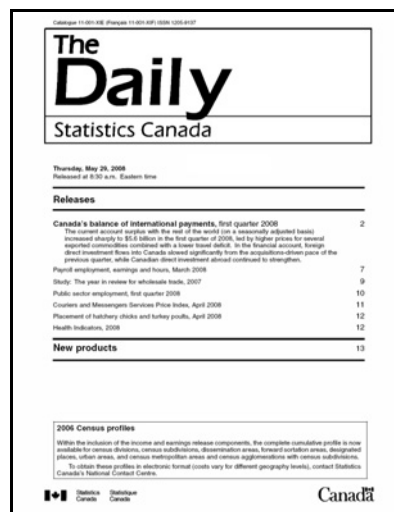 Catalogue 11-001-XIE (Français 11-001-XIF) ISSN 1205-9137
The
Daily
Statistics Canada
Thursday, May 29, 2008
Released at 8:30 a.m. Eastern time
Releases
Canada's balance of international payments, first quarter 2008 2
The current account surplus with the rest of the world (on a seasonally adjusted basis)
increased sharply to $5.6 billion in the first quarter of 2008, led by higher prices for several
exported commodities combined with a lower travel deficit. In the financial account, foreign
direct investment flows into Canada slowed significantly from the acquisitions-driven pace of the
previous quarter, while Canadian direct investment abroad continued to strengthen.
Payroll employment, earnings and hours, March 2008 7
Study: The year in review for wholesale trade, 2007 9
Public sector employment, first quarter 2008 10
Couriers and Messengers Services Price Index, April 2008 11
Placement of hatchery chicks and turkey poults, April 2008 12
Health Indicators, 2008 12
New products 13
2006 Census profiles
Within the inclusion of the income and earnings release components, the complete cumulative profile is now
available for census divisions, census subdivisions, dissemination areas, forward sortation areas, designated
places, urban areas, and census metropolitan areas and census agglomerations with census subdivisions.
To obtain these profiles in electronic format (costs vary for different geography levels), contact Statistics
Canada's National Contact Centre.
Statistics Statistique
Canada Canada
Canada